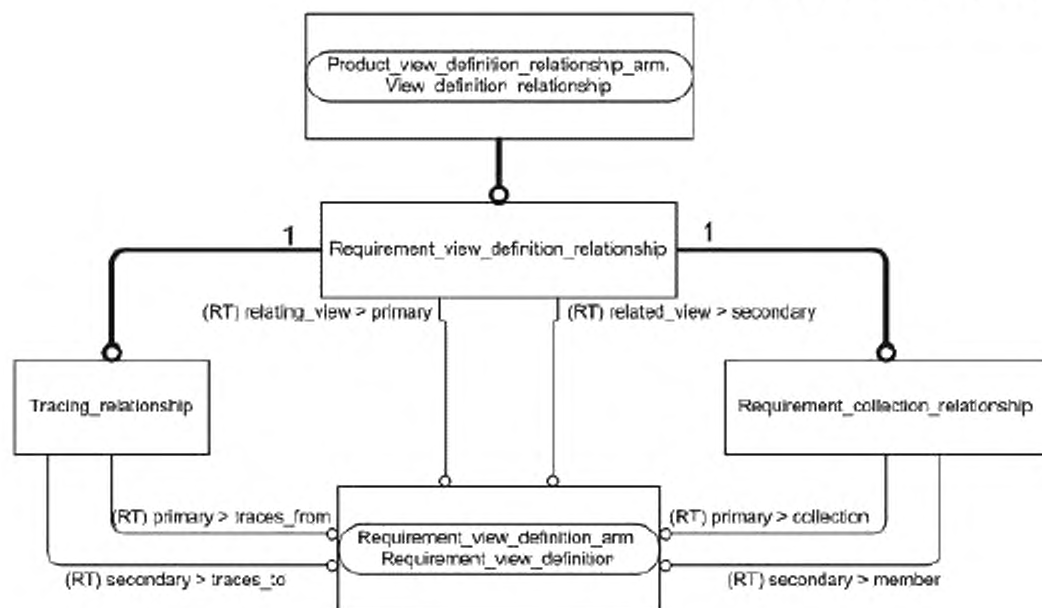 Product_view_definition_relationship_arm.
View_definition_relationship
1
Requirement_view_definition_relationship
1
(RT) relating_view > primary
(RT) related_view > secondary
Tracing_relationship
Requirement_collection_relationship
(RT) primary > traces_from
(RT) primary > collection
Requirement_view_definition_arm
Requirement_view_definition
(RT) secondary > traces_to
(RT) secondary > member